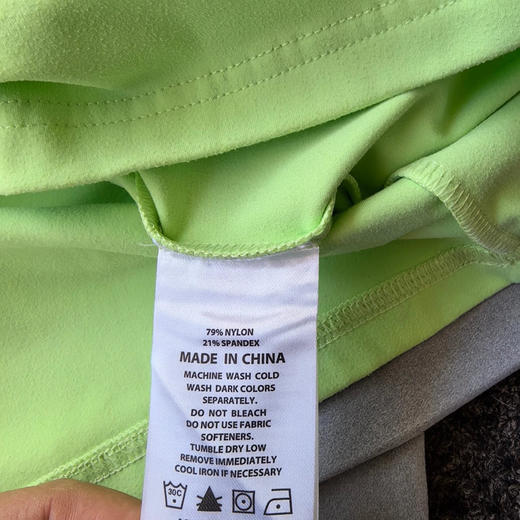 79% NYLON
21% SPANDEX
MADE IN CHINA
MACHINE WASH COLD
WASH DARK COLORS
SEPARATELY.
DO NOT BLEACH
DO NOT USE FABRIC
SOFTENERS.
TUMBLE DRY LOW
REMOVE IMMEDIATELY
COOL IRON IF NECESSARY
30C